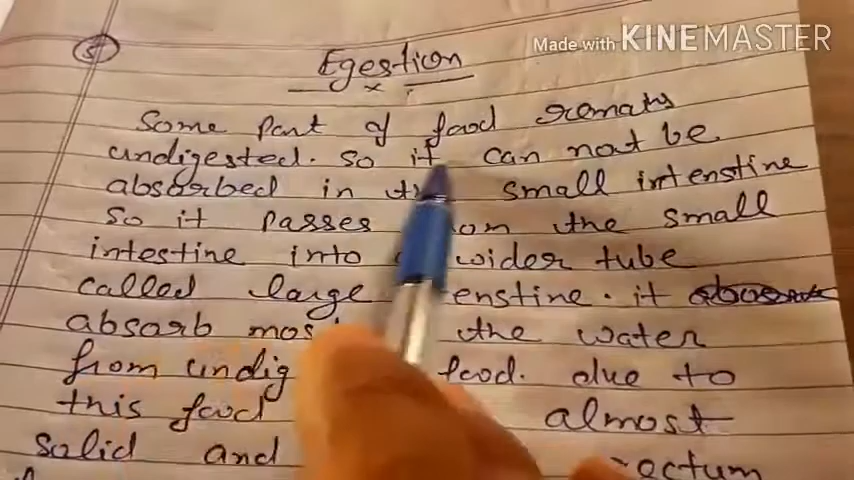 Made with KINEMASTER
5 Egestion
Some part of food remains
undigested. so it can not be
absorbed in small intenstine
so it passes the small
intestine into wider tube
called large enstine. it
absorb mos the water
from undig food. due to
this food almost
solid and rectum